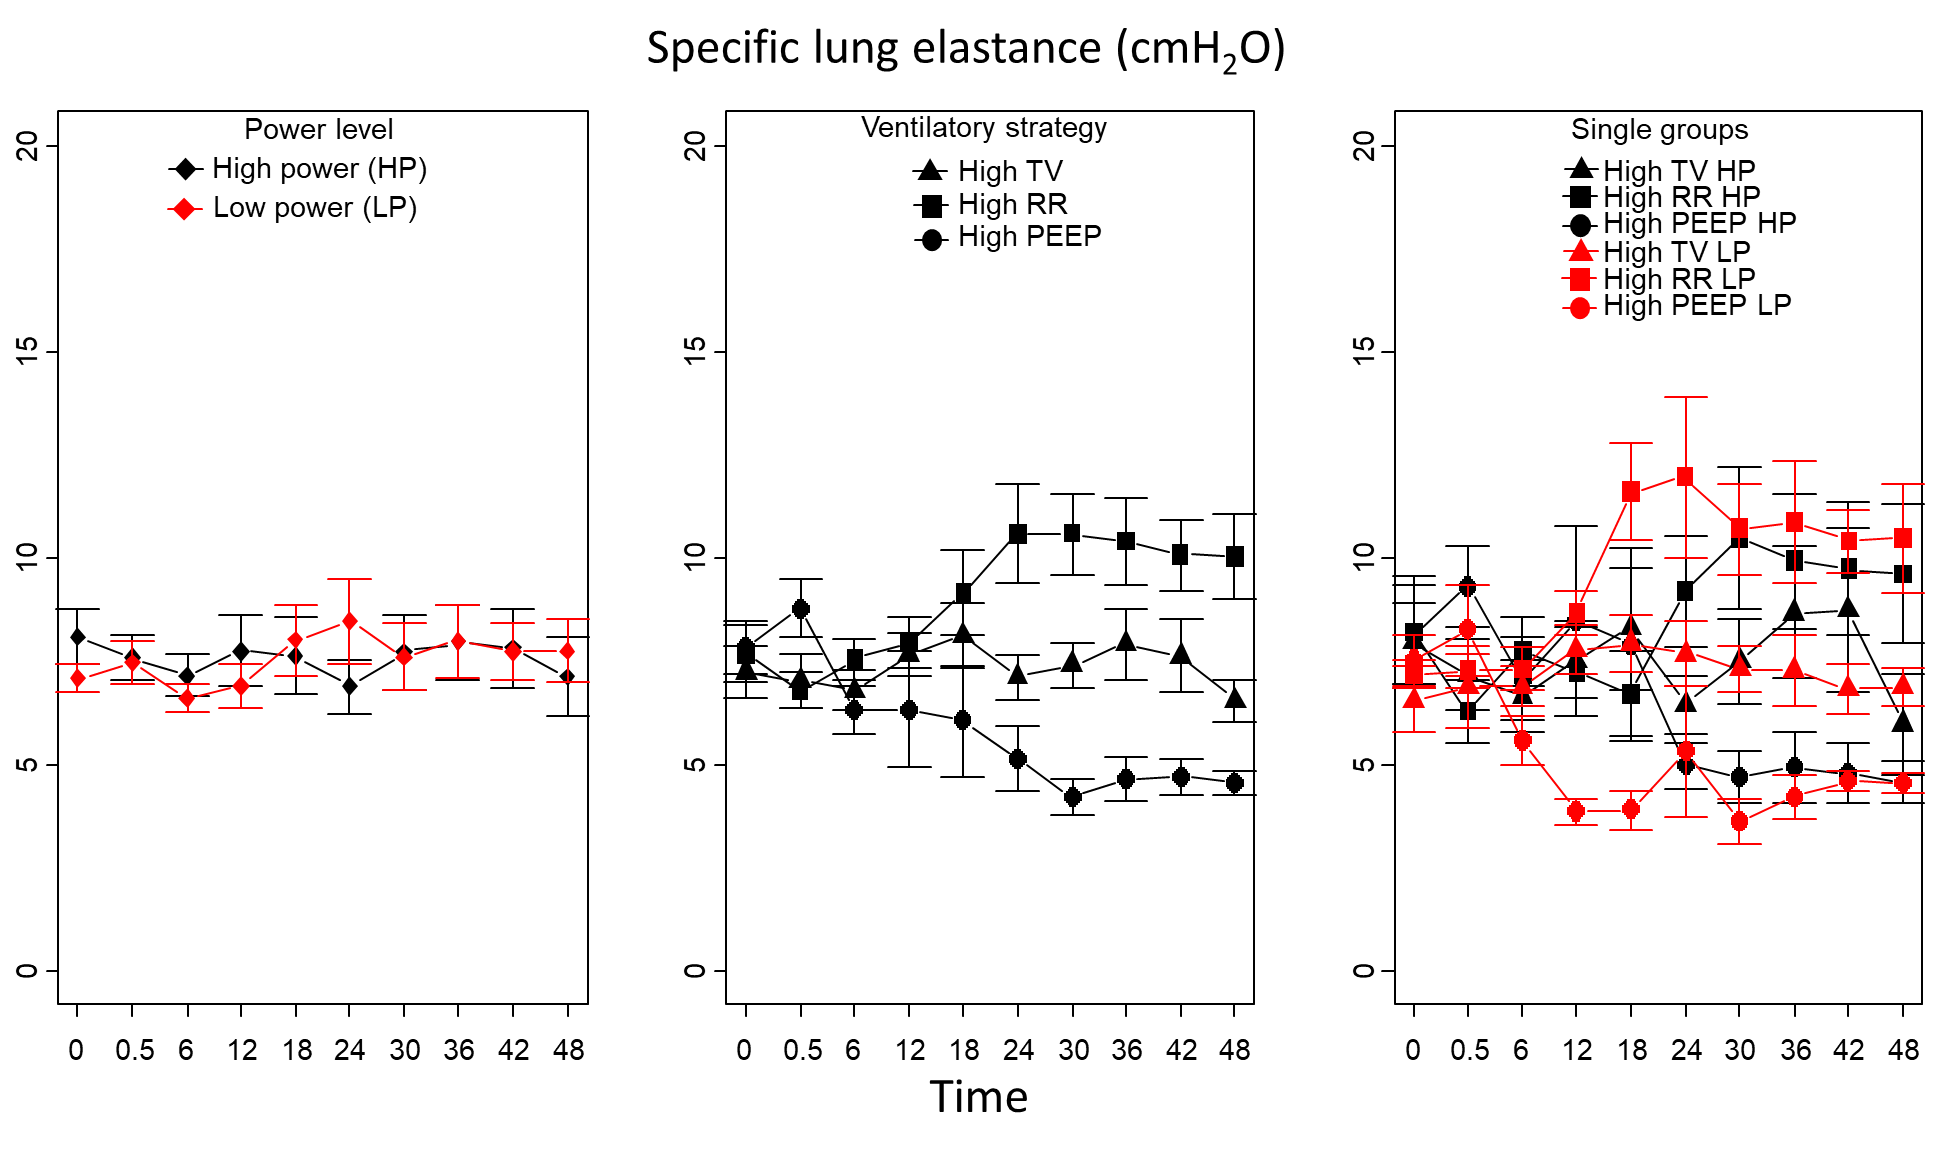 Specific lung elastance (cmH₂O)
Power level
High power (HP)
Low power (LP)
20
15
10
5
0
0 0.5 6 12 18 24 30 36 42 48
Ventilatory strategy
High TV
High RR
High PEEP
20
15
10
5
0
0 0.5 6 12 18 24 30 36 42 48
Single groups
High TV HP
High RR HP
High PEEP HP
High TV LP
High RR LP
High PEEP LP
20
15
10
5
0
0 0.5 6 12 18 24 30 36 42 48
Time